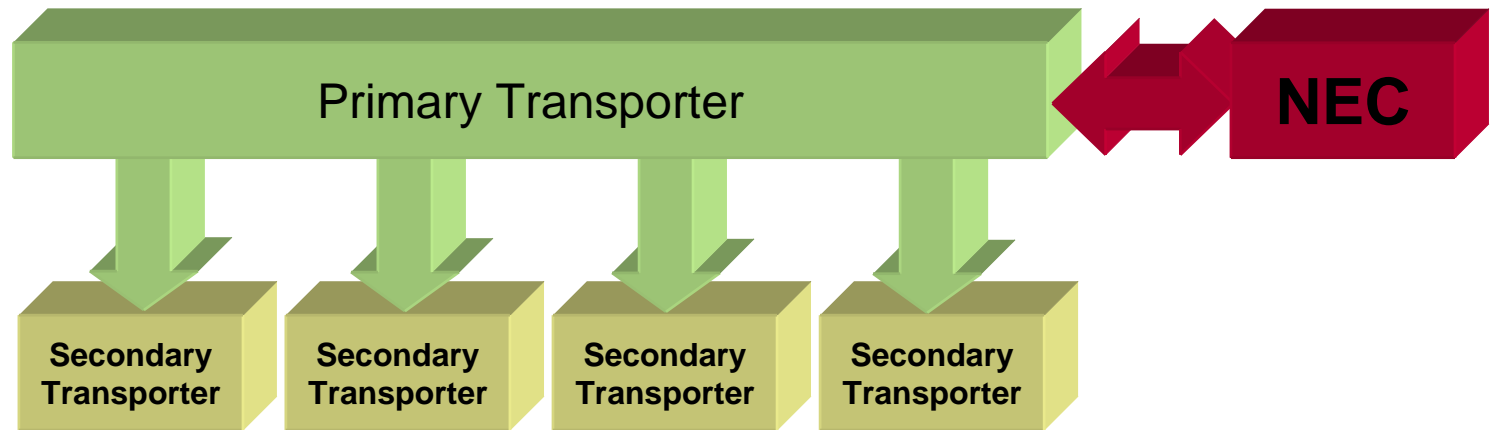 Primary Transporter
NEC
Secondary
Transporter
Secondary
Transporter
Secondary
Transporter
Secondary
Transporter